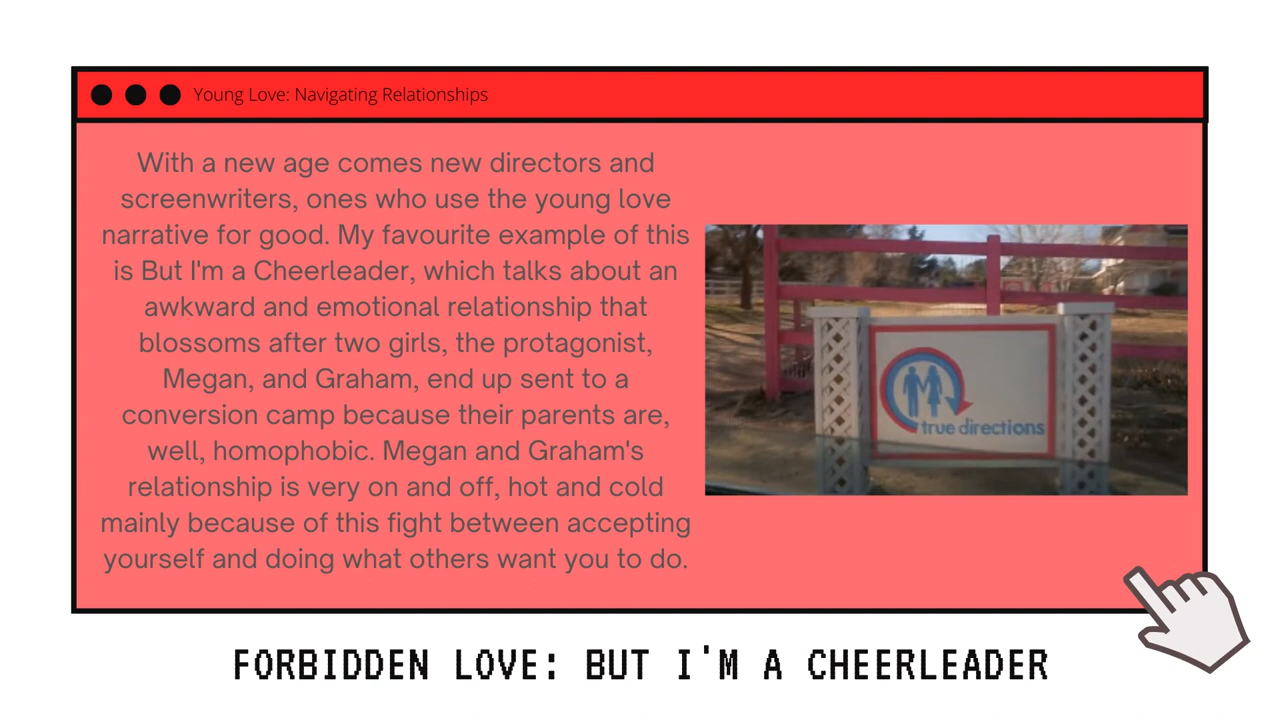 Young Love: Navigating Relationships
With a new age comes new directors and
screenwriters, ones who use the young love
narrative for good. My favourite example of this
is But I'm a Cheerleader, which talks about an
awkward and emotional relationship that
blossoms after two girls, the protagonist,
Megan, and Graham, end up sent to a
conversion camp because their parents are,
well, homophobic. Megan and Graham's
relationship is very on and off, hot and cold
mainly because of this fight between accepting
yourself and doing what others want you to do.
true directions
FORBIDDEN LOVE: BUT I'M A CHEERLEADER